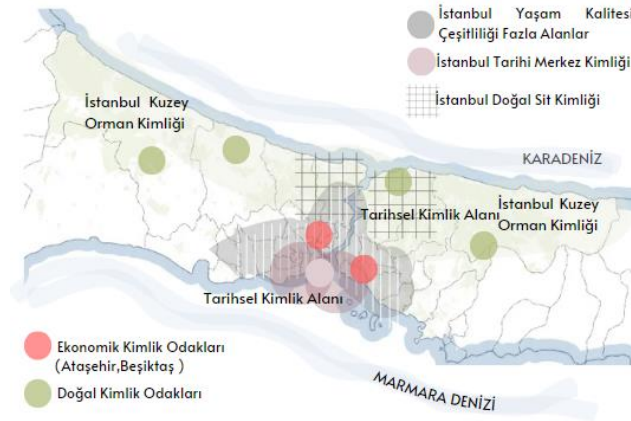 İstanbul Yaşam Kalitesi
Çeşitliliği Fazla Alanlar
İstanbul Tarihi Merkez Kimliği
İstanbul Doğal Sit Kimliği
İstanbul Kuzey
Orman Kimliği
KARADENİZ
Tarihsel Kimlik Alanı
İstanbul Kuzey
Orman Kimliği
Tarihsel Kimlik Alanı
Ekonomik Kimlik Odakları
(Ataşehir,Beşiktaş )
Doğal Kimlik Odakları
MARMARA DENİZİ